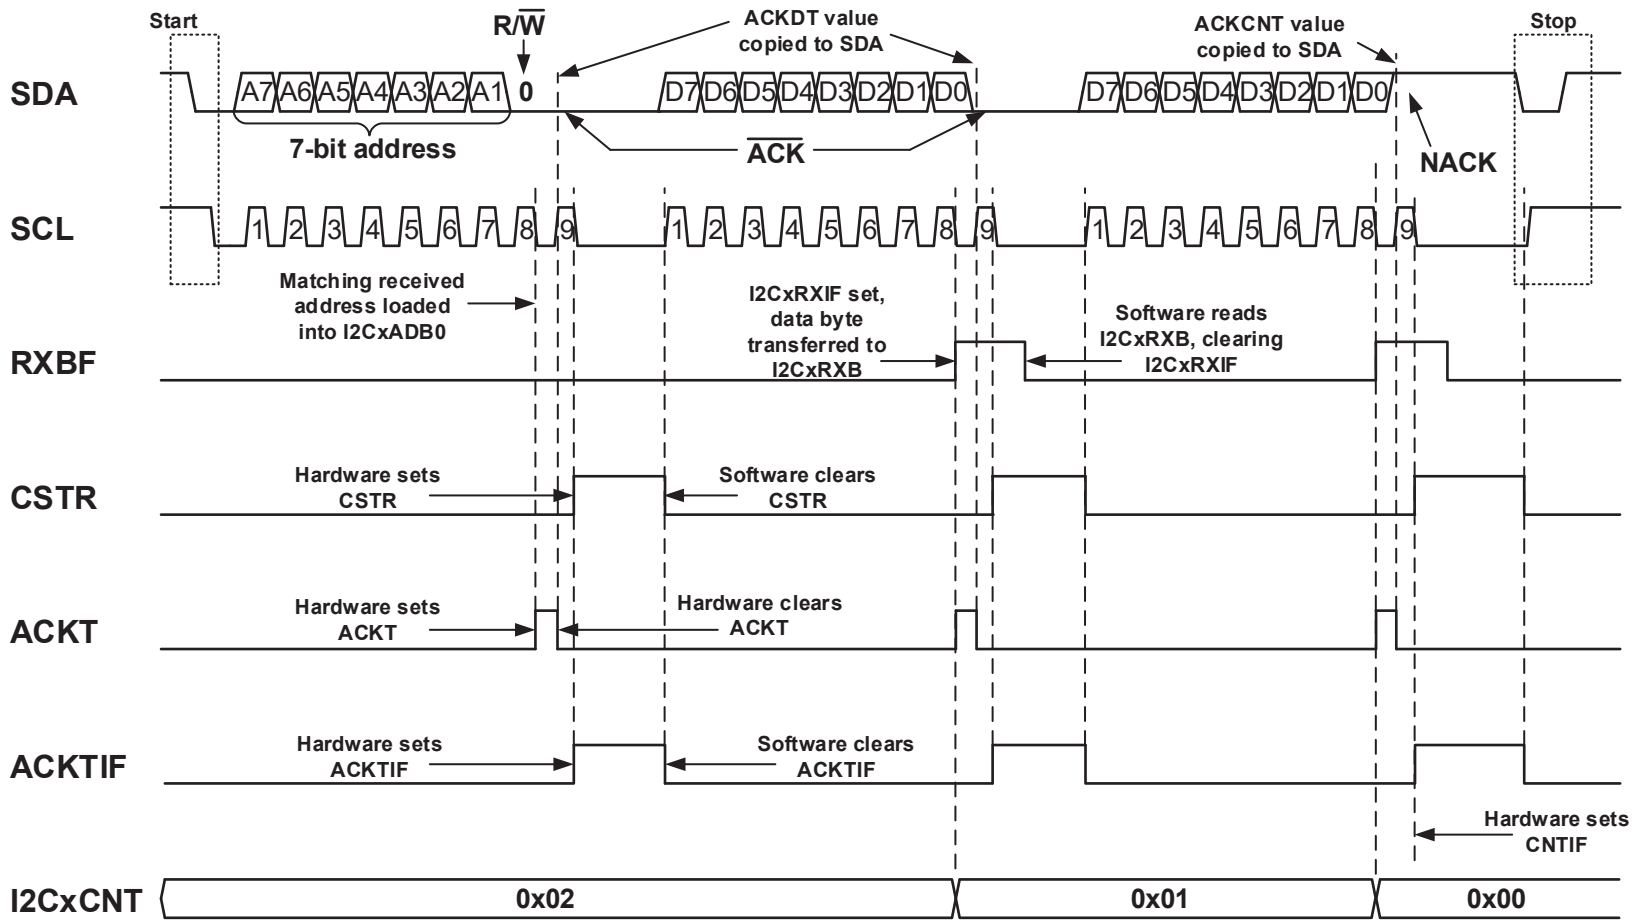 Start
R/W
ACKDT value
copied to SDA
ACKCNT value
copied to SDA
Stop
SDA
A7 A6 A5 A4 A3 A2 A1 0
D7 D6 D5 D4 D3 D2 D1 D0
D7 D6 D5 D4 D3 D2 D1 D0
7-bit address
ACK
NACK
SCL
1 2 3 4 5 6 7 8 9
1 2 3 4 5 6 7 8 9
1 2 3 4 5 6 7 8 9
Matching received
address loaded
into I2CxADB0
I2CxRXIF set,
data byte
transferred to
I2CxRXB
Software reads
I2CxRXB, clearing
I2CxRXIF
RXBF
Hardware sets
CSTR
Software clears
CSTR
CSTR
Hardware sets
ACKT
Hardware clears
ACKT
ACKT
Hardware sets
ACKTIF
Software clears
ACKTIF
ACKTIF
Hardware sets
CNTIF
I2CxCNT
0x02
0x01
0x00